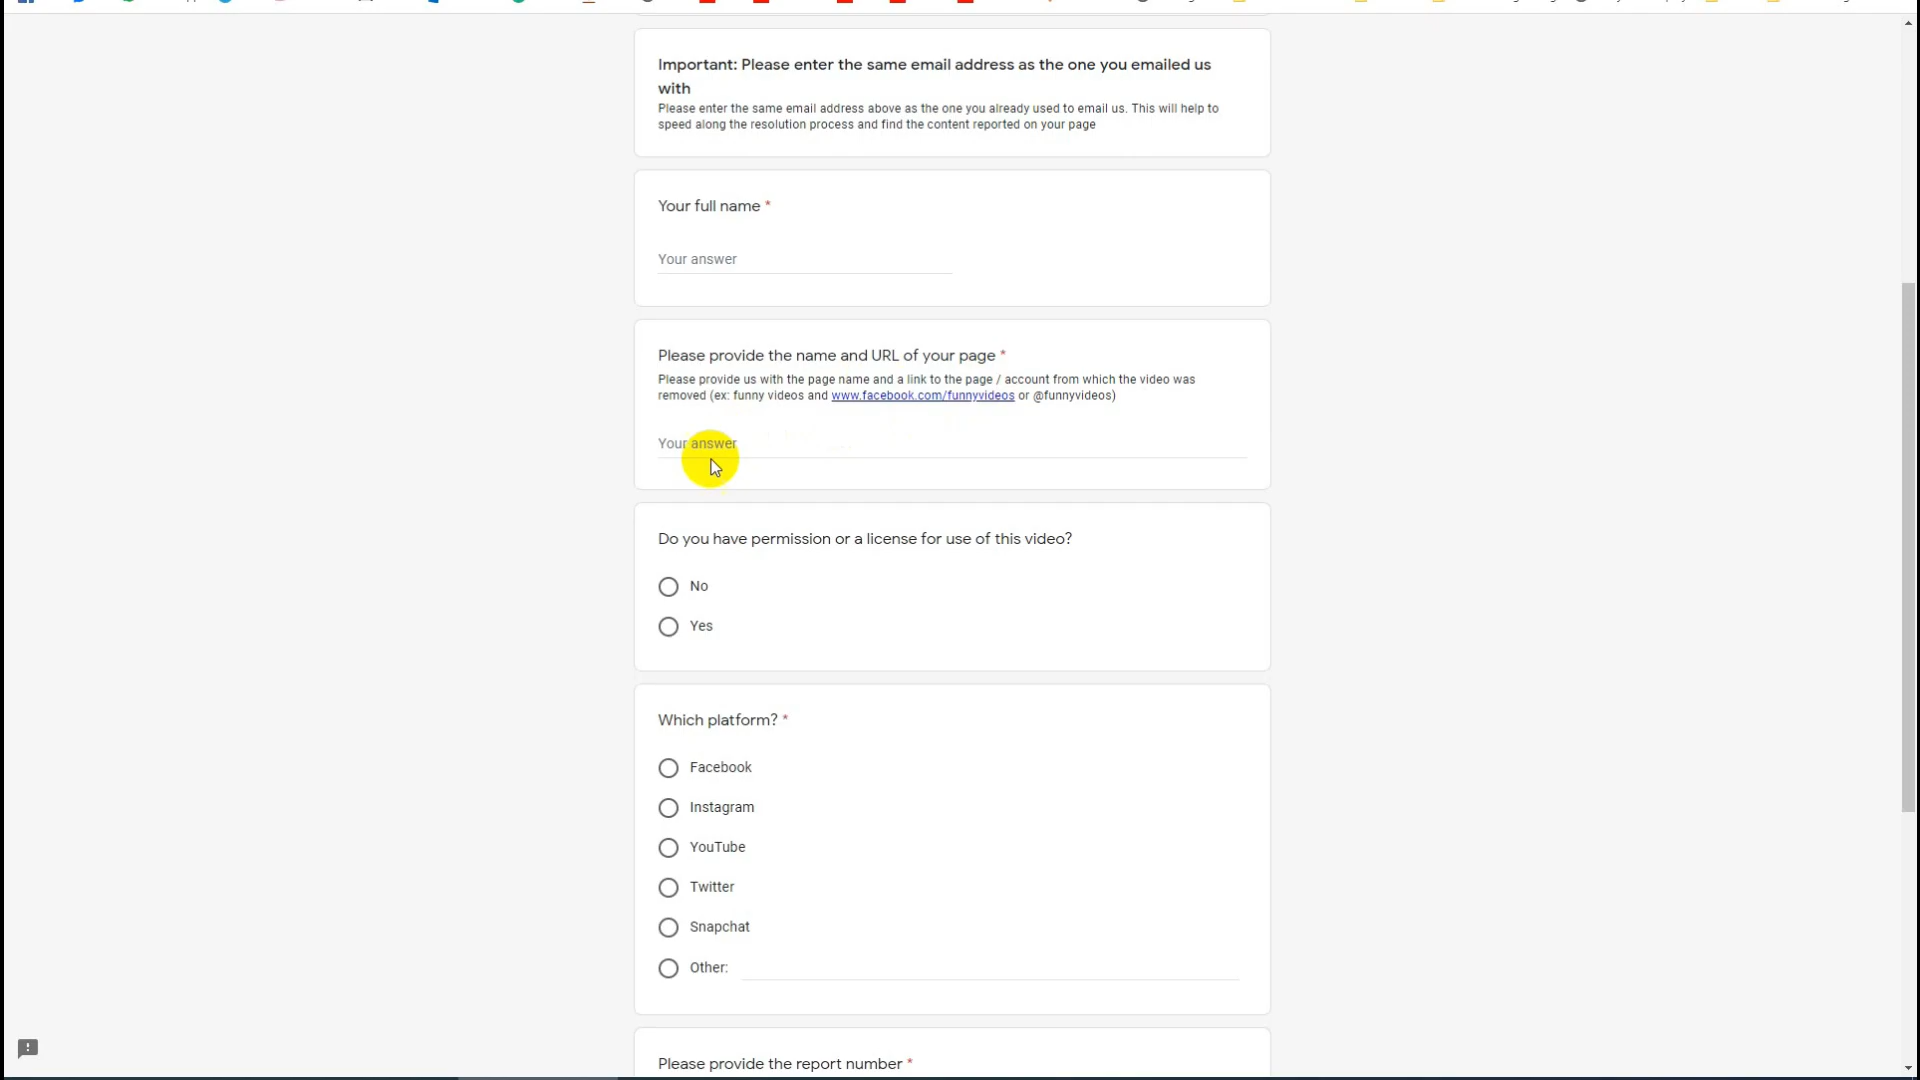 Important: Please enter the same email address as the one you emailed us
with
Please enter the same email address above as the one you already used to email us. This will help to
speed along the resolution process and find the content reported on your page
Your full name *
Your answer
Please provide the name and URL of your page *
Please provide us with the page name and a link to the page / account from which the video was
removed (ex: funny videos and www.facebook.com/funnyvideos or @funnyvideos)
Your answer
Do you have permission or a license for use of this video?
No
Yes
Which platform? *
Facebook
Instagram
YouTube
Twitter
Snapchat
Other:
Please provide the report number *